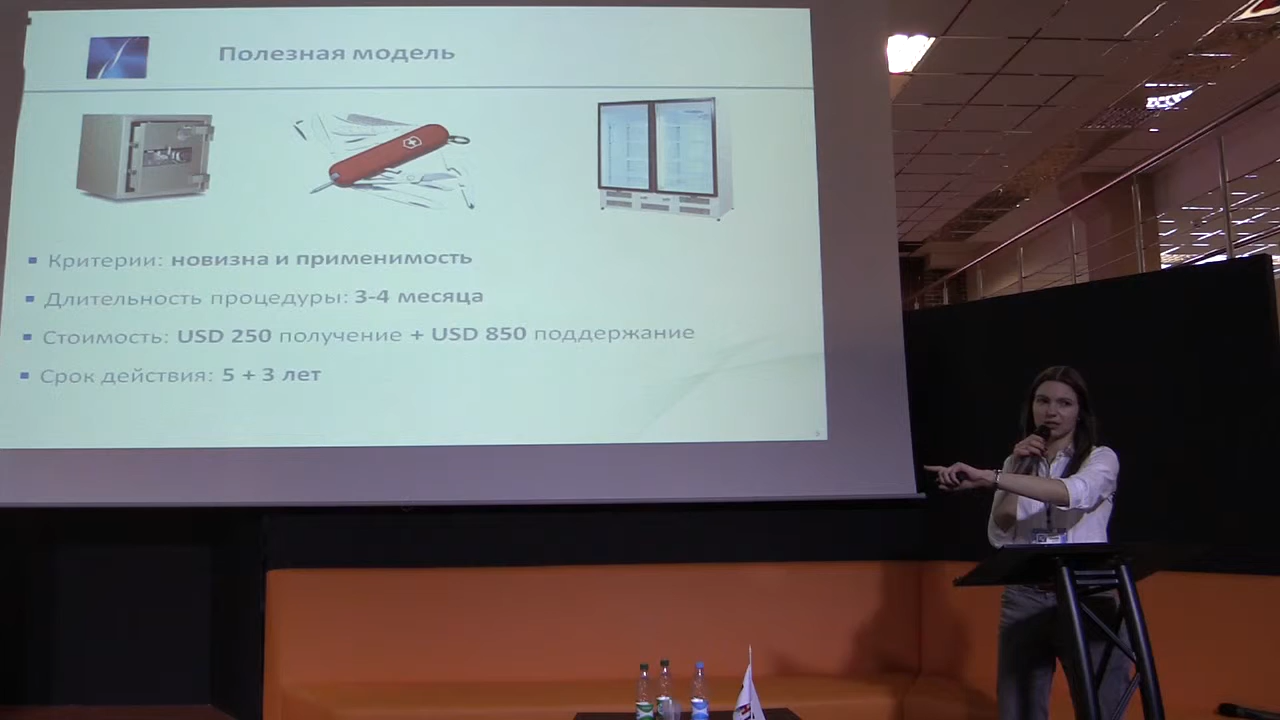 Полезная модель
Критерии: новизна и применимость
Длительность процедуры: 3-4 месяца
Стоимость: USD 250 получение + USD 850 поддержание
Срок действия: 5 + 3 лет